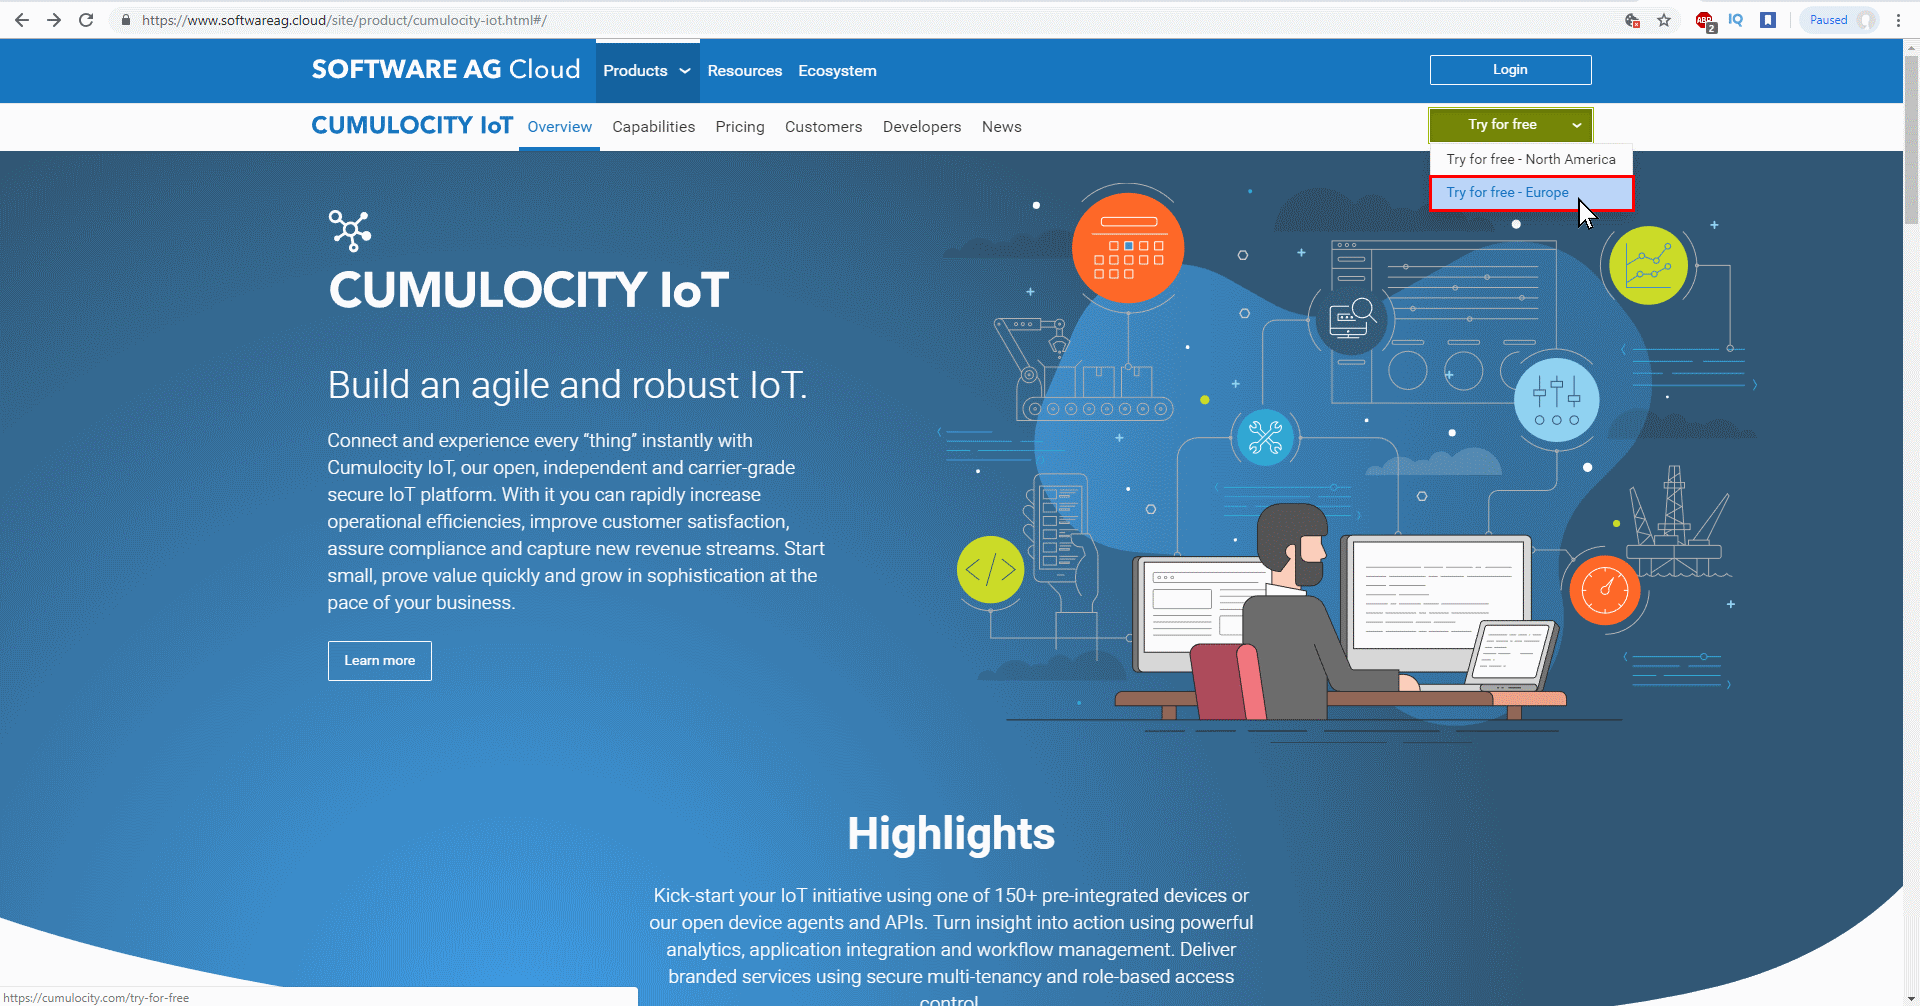 https://www.softwareag.cloud/site/product/cumulocity-iot.html#/
ABP
2
IQ
Paused
SOFTWARE AG Cloud
Products
Resources
Ecosystem
Login
CUMULOCITY IoT
Overview
Capabilities
Pricing
Customers
Developers
News
Try for free
Try for free - North America
Try for free - Europe
CUMULOCITY IoT
Build an agile and robust IoT.
Connect and experience every “thing” instantly with
Cumulocity IoT, our open, independent and carrier-grade
secure IoT platform. With it you can rapidly increase
operational efficiencies, improve customer satisfaction,
assure compliance and capture new revenue streams. Start
small, prove value quickly and grow in sophistication at the
pace of your business.
Learn more
</>
Highlights
Kick-start your IoT initiative using one of 150+ pre-integrated devices or
our open device agents and APIs. Turn insight into action using powerful
analytics, application integration and workflow management. Deliver
branded services using secure multi-tenancy and role-based access
control.
https://cumulocity.com/try-for-free